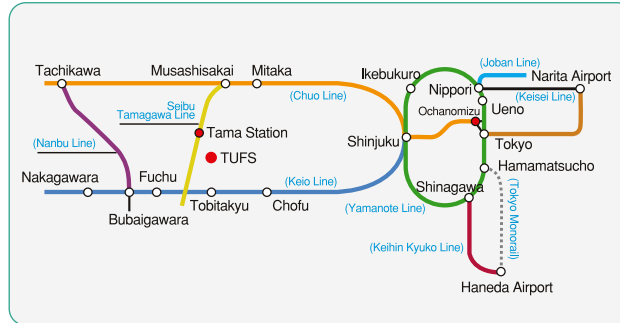 Tachikawa
Musashisakai
Mitaka
(Chuo Line)
Ikebukuro
(Joban Line)
Nippori
Narita Airport
(Keisei Line)
Ueno
Seibu
Tamagawa Line
Ochanomizu
Tama Station
(Nanbu Line)
TUFS
Shinjuku
Tokyo
Hamamatsucho
Nakagawara
Fuchu
(Keio Line)
Shinagawa
Bubaigawara
Tobitakyu
Chofu
(Yamanote Line)
(Tokyo Monorail)
(Keihin Kyuko Line)
Haneda Airport